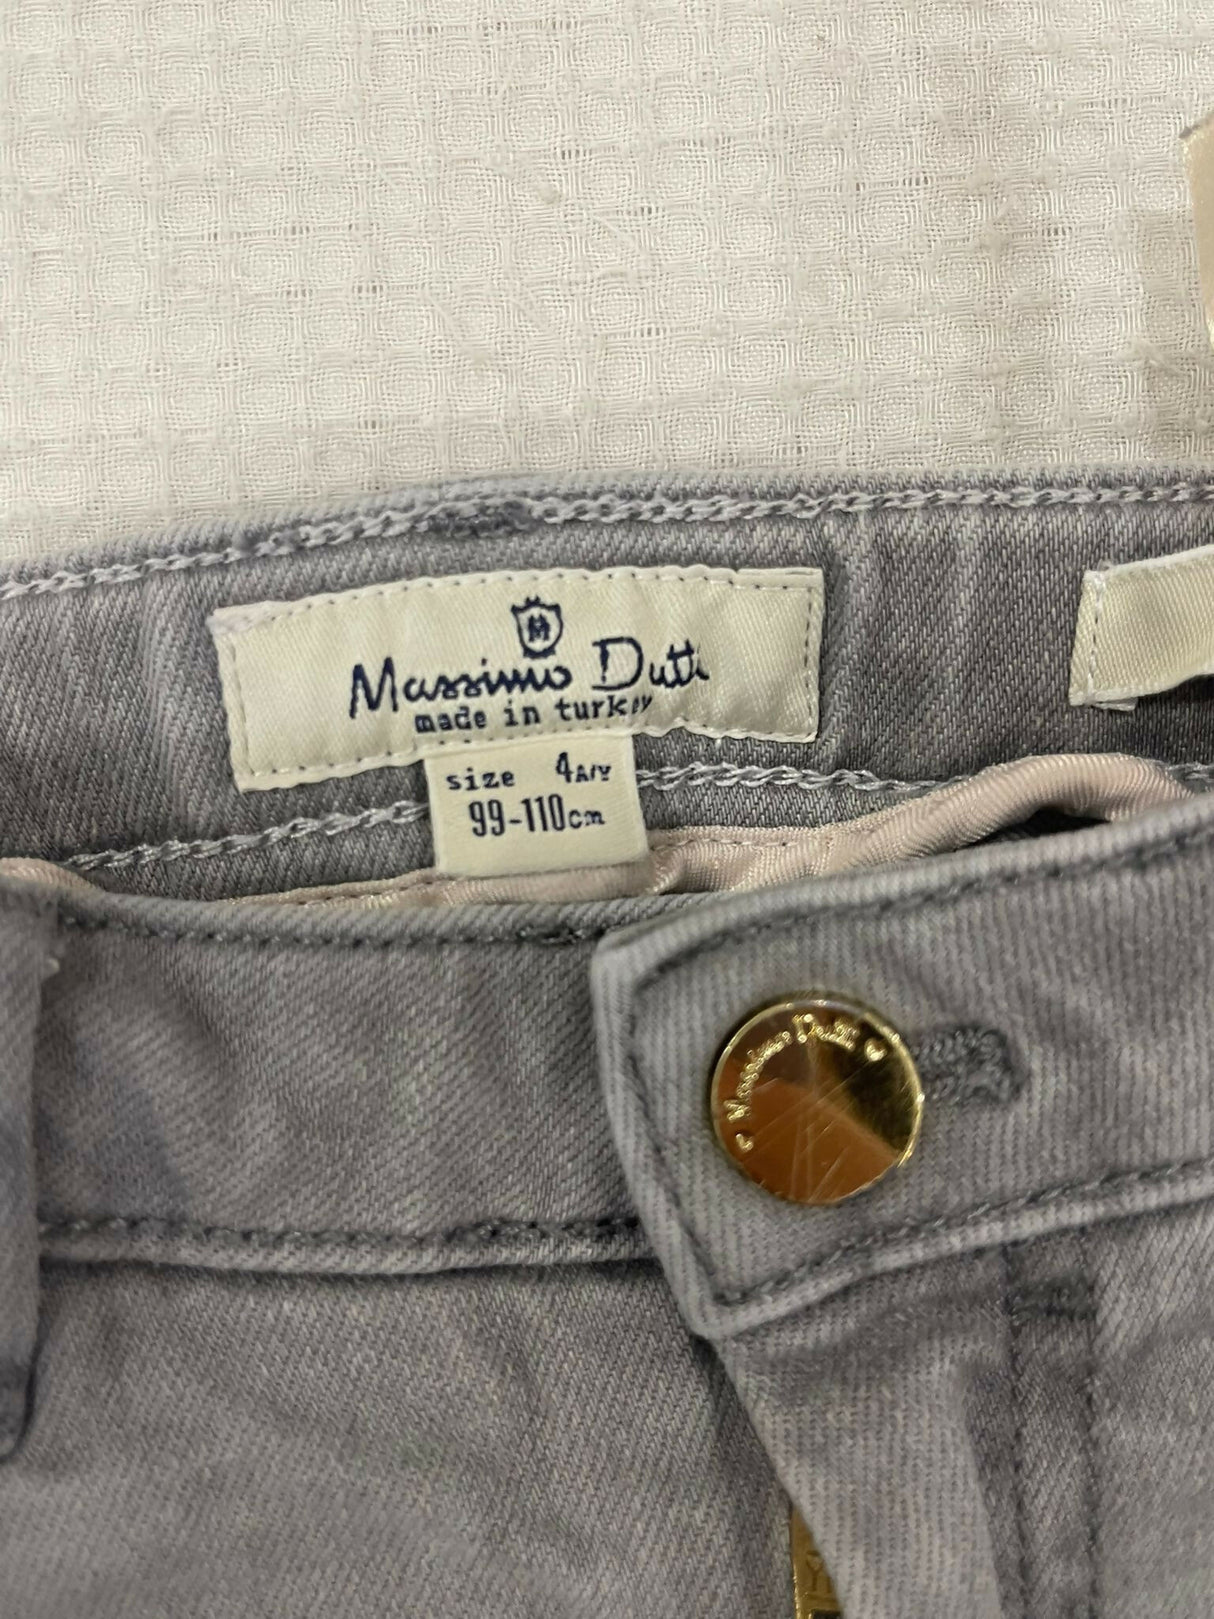 M
Massimo Dutti
made in turkey
size 4A/Y
99-110cm
Massimo Dutti